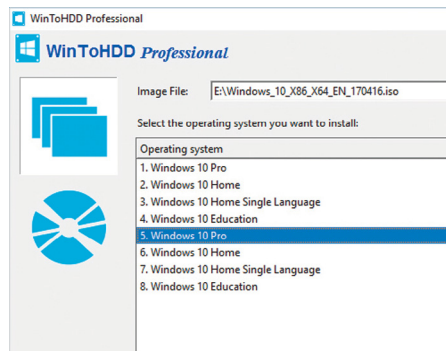 WinToHDD Professional
WinToHDD Professional
Image File: E:\Windows_10_X86_X64_EN_170416.iso
Select the operating system you want to install:
Operating system
1. Windows 10 Pro
2. Windows 10 Home
3. Windows 10 Home Single Language
4. Windows 10 Education
5. Windows 10 Pro
6. Windows 10 Home
7. Windows 10 Home Single Language
8. Windows 10 Education